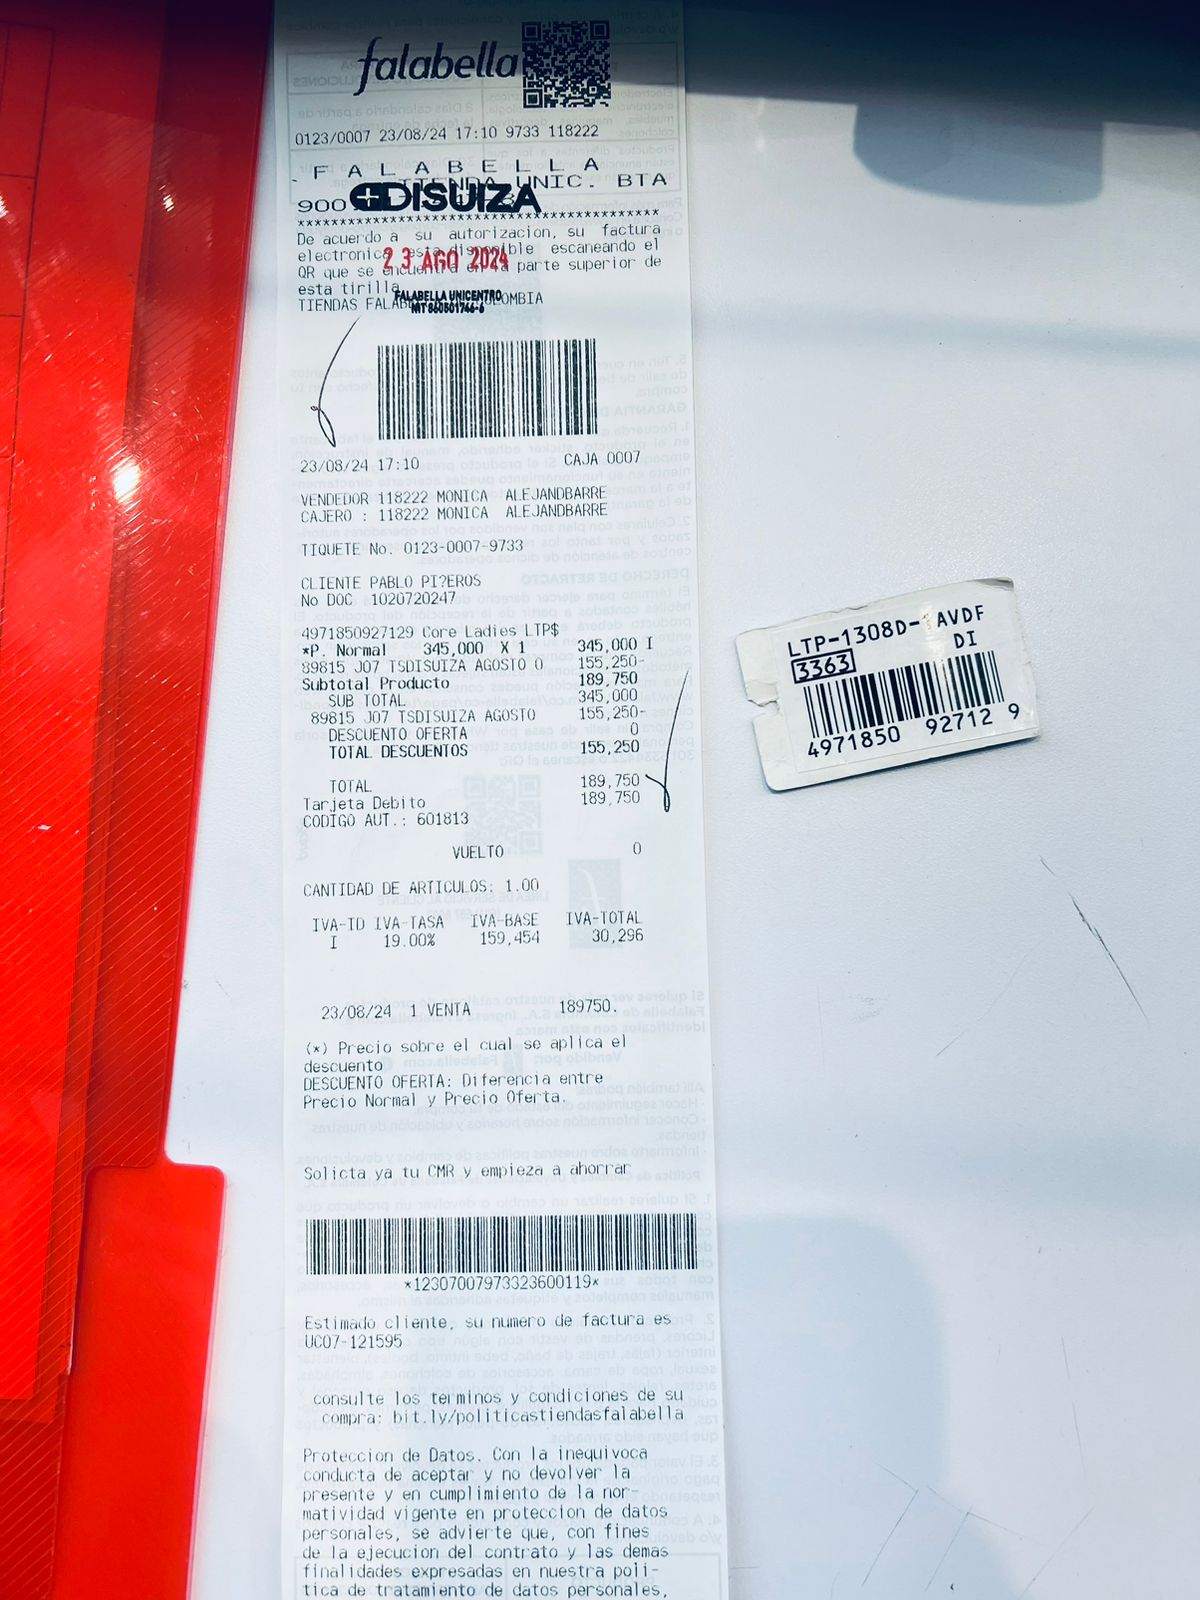 falabella
0123/0007 23/08/24 17:10 9733 118222
F A L A B E L L A
TIENDA UNIC. BTA
900
DISUIZA
****************************************
De acuerdo a su autorizacion, su factura
electronica esta disponible escaneando el
23 AGO 2024
QR que se encuentra en la parte superior de
esta tirilla
FALABELLA UNICENTRO
TIENDAS FALAB COLOMBIA
NIT 860501746-6
23/08/24 17:10 CAJA 0007
VENDEDOR 118222 MONICA ALEJANDBARRE
CAJERO : 118222 MONICA ALEJANDBARRE
TIQUETE No. 0123-0007-9733
CLIENTE PABLO PI?EROS
No DOC 1020720247
4971850927129 Core Ladies LTP$
*P. Normal 345,000 X 1 345,000 I
89815 J07 TSDISUIZA AGOSTO 0 155,250-
Subtotal Producto 189,750
SUB TOTAL 345,000
89815 J07 TSDISUIZA AGOSTO 155,250-
DESCUENTO OFERTA 0
TOTAL DESCUENTOS 155,250
TOTAL 189,750
Tarjeta Debito 189,750
CODIGO AUT.: 601813
VUELTO 0
CANTIDAD DE ARTICULOS: 1.00
IVA-ID IVA-TASA IVA-BASE IVA-TOTAL
I 19.00% 159,454 30,296
23/08/24 1 VENTA 189750.
(*) Precio sobre el cual se aplica el
descuento
DESCUENTO OFERTA: Diferencia entre
Precio Normal y Precio Oferta.
Solicta ya tu CMR y empieza a ahorrar
*12307007973323600119*
Estimado cliente, su numero de factura es
UC07-121595
consulte los terminos y condiciones de su
compra: bit.ly/politicastiendasfalabella
Proteccion de Datos. Con la inequivoca
conducta de aceptar y no devolver la
presente y en cumplimiento de la nor-
matividad vigente en proteccion de datos
personales, se advierte que, con fines
de la ejecucion del contrato y las demas
finalidades expresadas en nuestra poli-
tica de tratamiento de datos personales,
LTP-1308D-1AVDF
DI
3363
4971850 92712 9